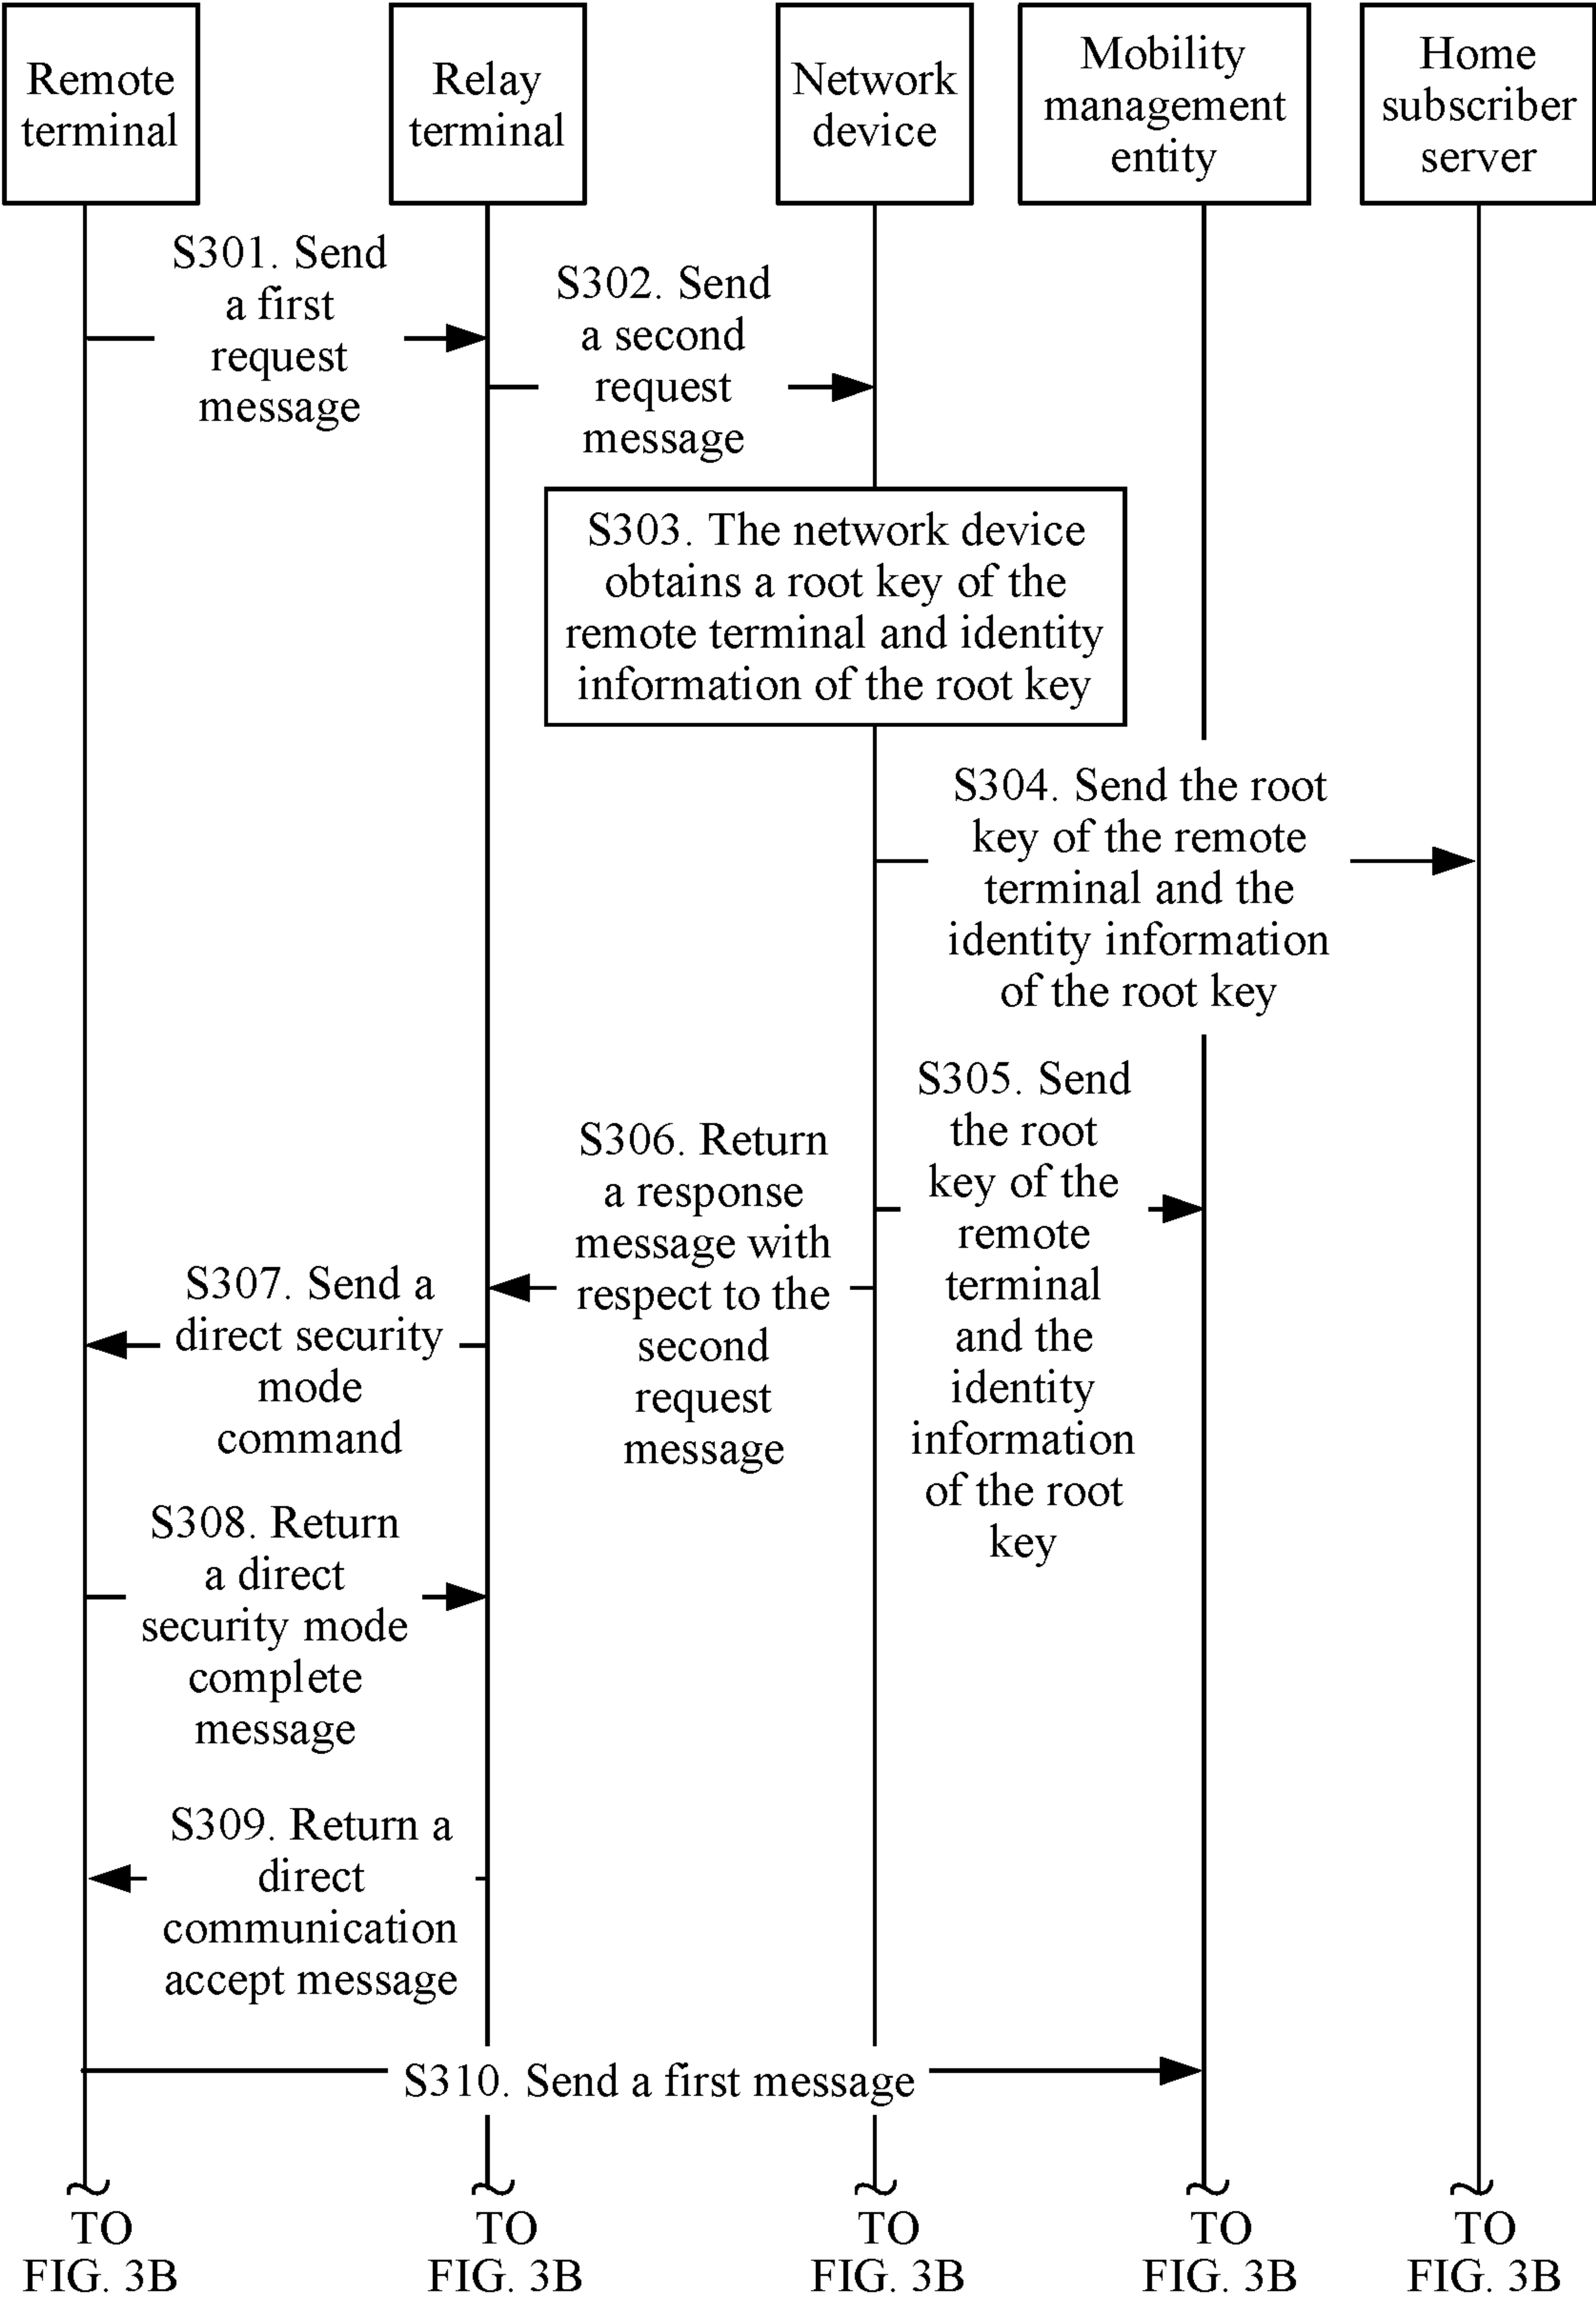 Remote
terminal
Relay
terminal
Network
device
Mobility
management
entity
Home
subscriber
server
S301. Send
a first
request
message
S302. Send
a second
request
message
S303. The network device
obtains a root key of the
remote terminal and identity
information of the root key
S304. Send the root
key of the remote
terminal and the
identity information
of the root key
S305. Send
the root
key of the
remote
terminal
and the
identity
information
of the root
key
S306. Return
a response
message with
respect to the
second
request
message
S307. Send a
direct security
mode
command
S308. Return
a direct
security mode
complete
message
S309. Return a
direct
communication
accept message
S310. Send a first message
TO
FIG. 3B
TO
FIG. 3B
TO
FIG. 3B
TO
FIG. 3B
TO
FIG. 3B